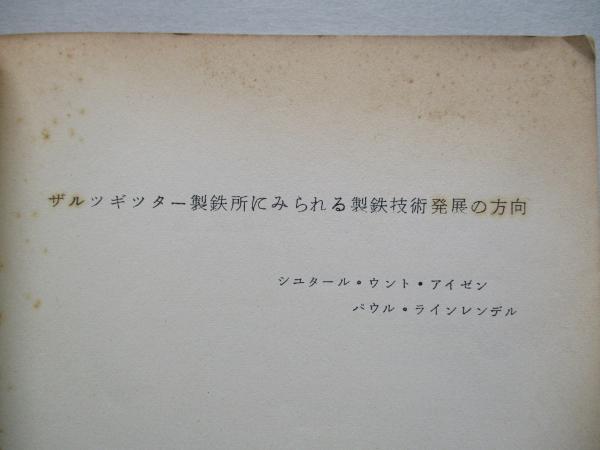 ザルツギツター製鉄所にみられる製鉄技術発展の方向
シユタール・ウント・アイゼン
パウル・ラインレンデル